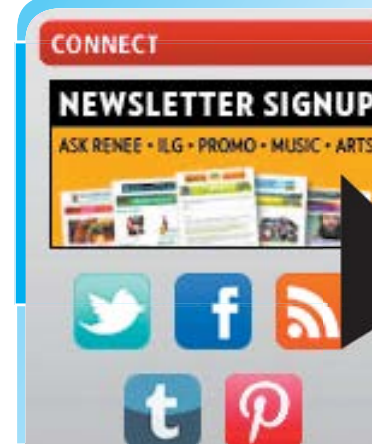 CONNECT
NEWSLETTER SIGNUP
ASK RENEE • ILG • PROMO • MUSIC • ARTS